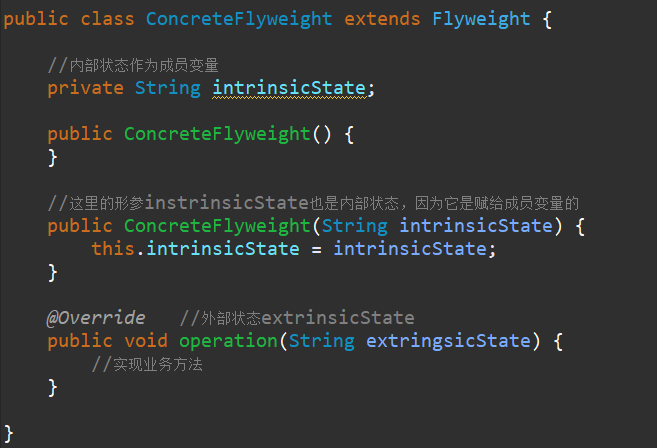 public class ConcreteFlyweight extends Flyweight {
//内部状态作为成员变量
private String intrinsicState;
public ConcreteFlyweight() {
}
//这里的形参instrinsicState也是内部状态，因为它是赋给成员变量的
public ConcreteFlyweight(String intrinsicState) {
this.intrinsicState = intrinsicState;
}
@Override //外部状态extrinsicState
public void operation(String extringsicState) {
//实现业务方法
}
}